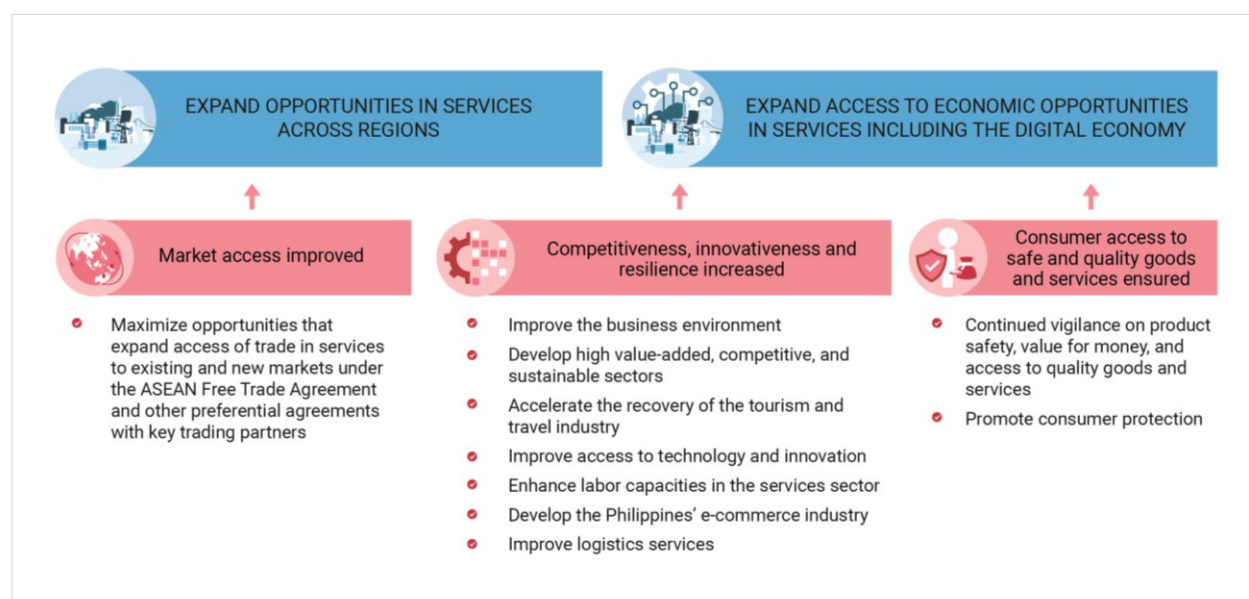 EXPAND OPPORTUNITIES IN SERVICES
ACROSS REGIONS
EXPAND ACCESS TO ECONOMIC OPPORTUNITIES
IN SERVICES INCLUDING THE DIGITAL ECONOMY
Market access improved
Maximize opportunities that
expand access of trade in services
to existing and new markets under
the ASEAN Free Trade Agreement
and other preferential agreements
with key trading partners
Competitiveness, innovativeness and
resilience increased
Improve the business environment
Develop high value-added, competitive, and
sustainable sectors
Accelerate the recovery of the tourism and
travel industry
Improve access to technology and innovation
Enhance labor capacities in the services sector
Develop the Philippines’ e-commerce industry
Improve logistics services
Consumer access to
safe and quality goods
and services ensured
Continued vigilance on product
safety, value for money, and
access to quality goods and
services
Promote consumer protection